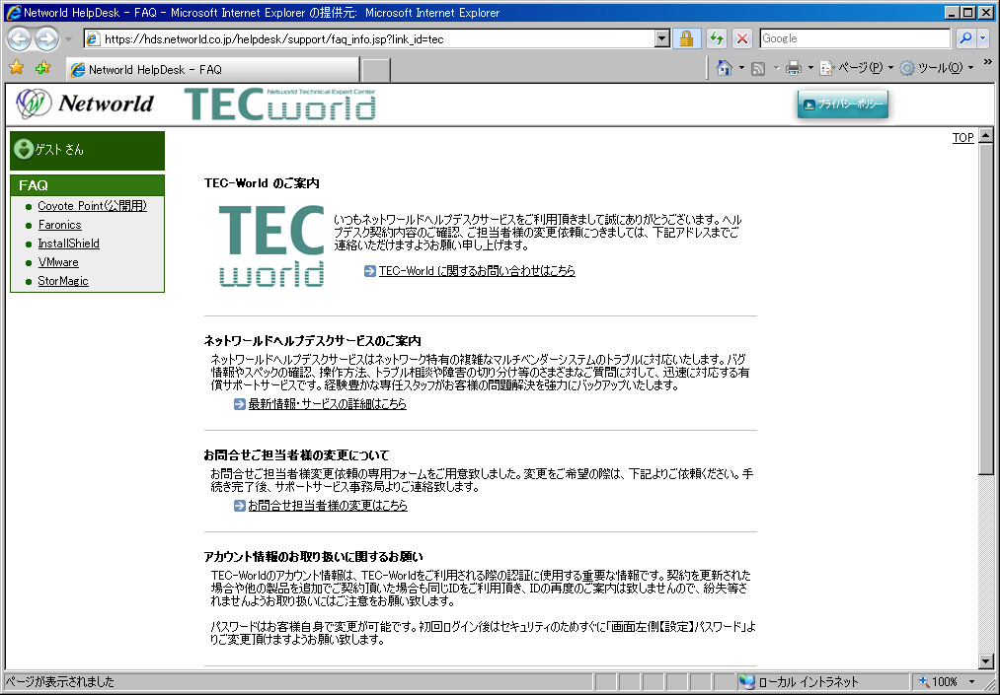 Networld HelpDesk - FAQ - Microsoft Internet Explorer の提供元: Microsoft Internet Explorer
https://hds.networld.co.jp/helpdesk/support/faq_info.jsp?link_id=tec
Google
Networld HelpDesk - FAQ
ページ(P)
ツール(O)
Networld
Networld Technical Expert Center
TECworld
プライバシーポリシー
TOP
ゲスト さん
FAQ
Coyote Point(公開用)
Faronics
InstallShield
VMware
StorMagic
TEC-World のご案内
TEC
world
いつもネットワールドヘルプデスクサービスをご利用頂きまして誠にありがとうございます。ヘル
プデスク契約内容のご確認、ご担当者様の変更依頼につきましては、下記アドレスまでご
連絡いただけますようお願い申し上げます。
TEC-World に関するお問い合わせはこちら
ネットワールドヘルプデスクサービスのご案内
ネットワールドヘルプデスクサービスはネットワーク特有の複雑なマルチベンダーシステムのトラブルに対応いたします。バグ
情報やスペックの確認、操作方法、トラブル相談や障害の切り分け等のさまざまなご質問に対して、迅速に対応する有
償サポートサービスです。経験豊かな専任スタッフがお客様の問題解決を強力にバックアップいたします。
最新情報・サービスの詳細はこちら
お問合せご担当者様の変更について
お問合せご担当者様変更依頼の専用フォームをご用意致しました。変更をご希望の際は、下記よりご依頼ください。手
続き完了後、サポートサービス事務局よりご連絡致します。
お問合せ担当者様の変更はこちら
アカウント情報のお取り扱いに関するお願い
TEC-Worldのアカウント情報は、TEC-Worldをご利用される際の認証に使用する重要な情報です。契約を更新された
場合や他の製品を追加でご契約頂いた場合も同じIDをご利用頂き、IDの再度のご案内は致しませんので、紛失等さ
れませんようお取り扱いにはご注意をお願い致します。
パスワードはお客様自身で変更が可能です。初回ログイン後はセキュリティのためすぐに「画面左側【設定】パスワード」よ
りご変更頂けますようお願い致します。
ページが表示されました
ローカル イントラネット
100%